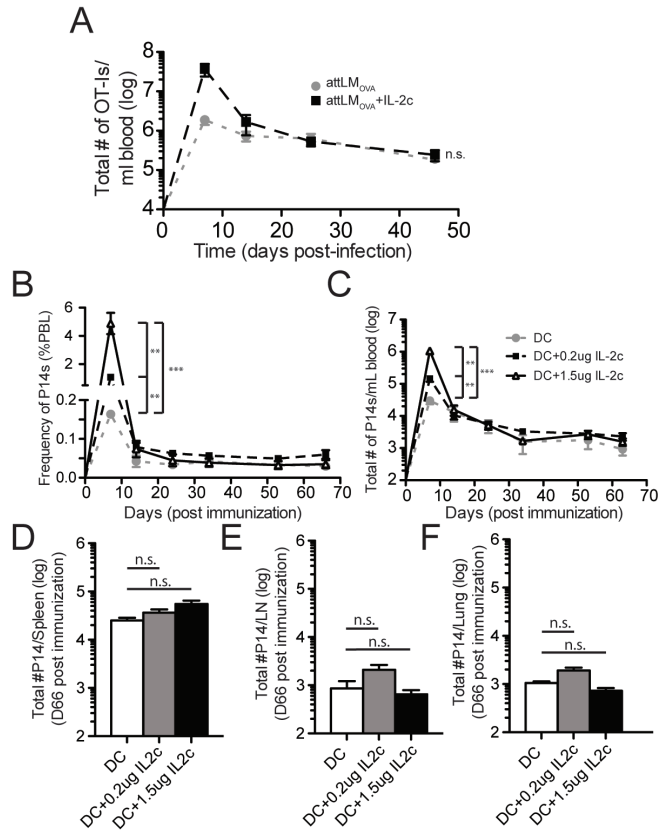 A
Total # of OT-Is/
ml blood (log)
8
7
6
5
4
attLMOVA
attLMOVA+IL-2c
n.s.
0 10 20 30 40 50
Time (days post-infection)
B
Frequency of P14s (%PBL)
6
4
2
0.2
0.1
0.0
**
**
***
0 10 20 30 40 50 60 70
Days (post immunization)
C
Total # of P14s/mL blood (log)
7
6
5
4
3
2
**
**
***
DC
DC+0.2ug IL-2c
DC+1.5ug IL-2c
0 10 20 30 40 50 60 70
Days (post immunization)
D
Total #P14/Spleen (log)
(D66 post immunization)
6
5
4
3
2
n.s.
n.s.
DC
DC+0.2ug IL2c
DC+1.5ug IL2c
E
Total #P14/LN (log)
(D66 post immunization)
6
5
4
3
2
n.s.
n.s.
DC
DC+0.2ug IL2c
DC+1.5ug IL2c
F
Total #P14/Lung (log)
(D66 post immunization)
6
5
4
3
2
n.s.
n.s.
DC
DC+0.2ug IL2c
DC+1.5ug IL2c